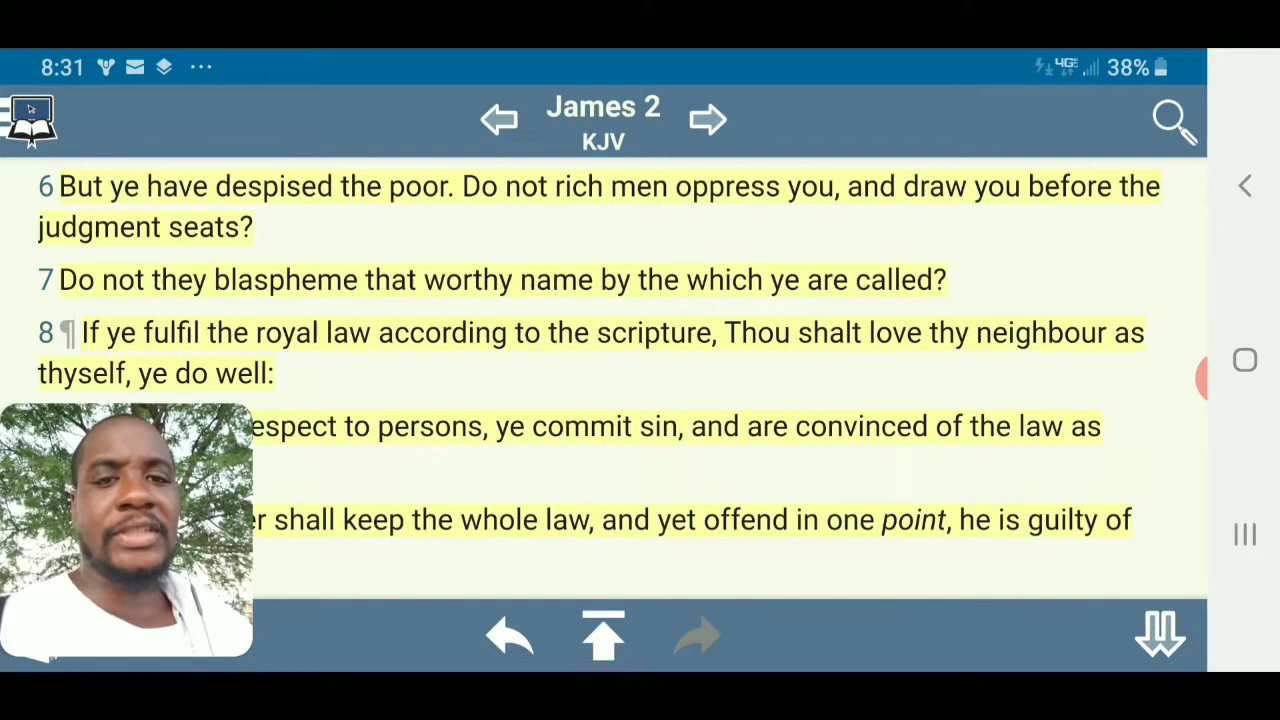 8:31 ... 4GE 38%
James 2
KJV
6 But ye have despised the poor. Do not rich men oppress you, and draw you before the
judgment seats?
7 Do not they blaspheme that worthy name by the which ye are called?
8 ¶ If ye fulfil the royal law according to the scripture, Thou shalt love thy neighbour as
thyself, ye do well:
espect to persons, ye commit sin, and are convinced of the law as
er shall keep the whole law, and yet offend in one point, he is guilty of